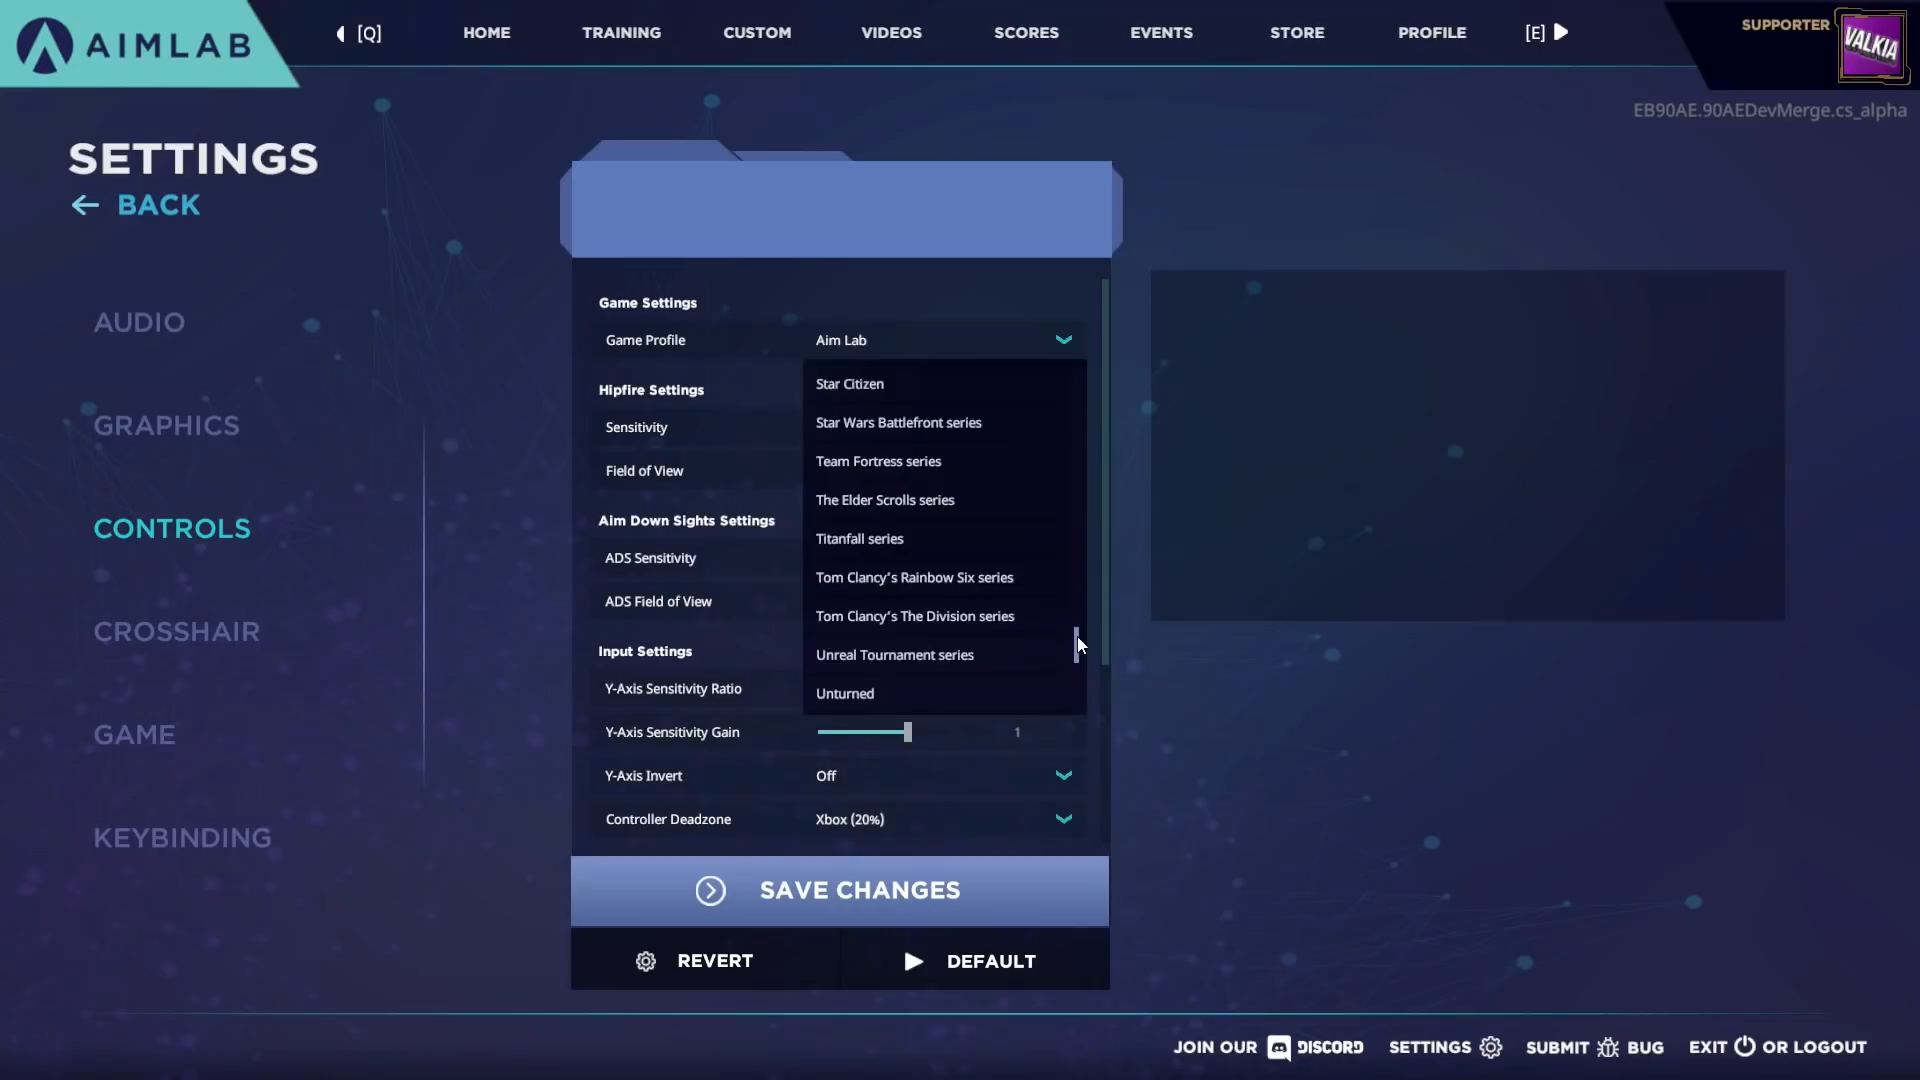 AIMLAB
[Q]
HOME
TRAINING
CUSTOM
VIDEOS
SCORES
EVENTS
STORE
PROFILE
[E]
SUPPORTER
VALKIA
EB90AE.90AEDevMerge.cs_alpha
SETTINGS
BACK
AUDIO
GRAPHICS
CONTROLS
CROSSHAIR
GAME
KEYBINDING
Game Settings
Game Profile Aim Lab
Hipfire Settings
Sensitivity
Field of View
Aim Down Sights Settings
ADS Sensitivity
ADS Field of View
Input Settings
Y-Axis Sensitivity Ratio
Star Citizen
Star Wars Battlefront series
Team Fortress series
The Elder Scrolls series
Titanfall series
Tom Clancy's Rainbow Six series
Tom Clancy's The Division series
Unreal Tournament series
Unturned
Y-Axis Sensitivity Gain 1
Y-Axis Invert Off
Controller Deadzone Xbox (20%)
SAVE CHANGES
REVERT
DEFAULT
JOIN OUR DISCORD
SETTINGS
SUBMIT BUG
EXIT OR LOGOUT